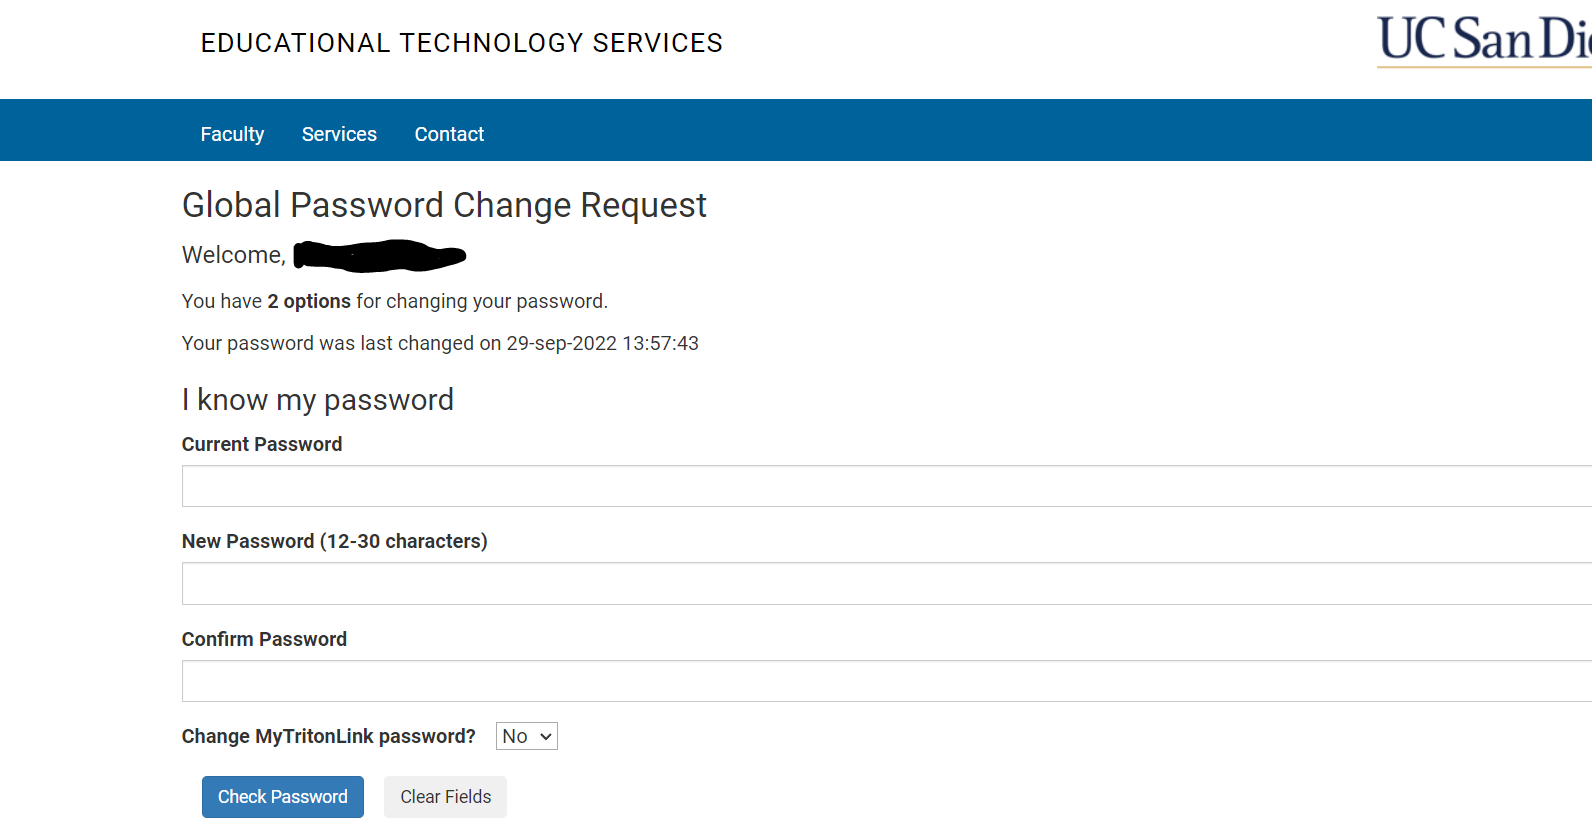 EDUCATIONAL TECHNOLOGY SERVICES
UC San Di
Faculty Services Contact
Global Password Change Request
Welcome,
You have 2 options for changing your password.
Your password was last changed on 29-sep-2022 13:57:43
I know my password
Current Password
New Password (12-30 characters)
Confirm Password
Change MyTritonLink password? No
Check Password Clear Fields